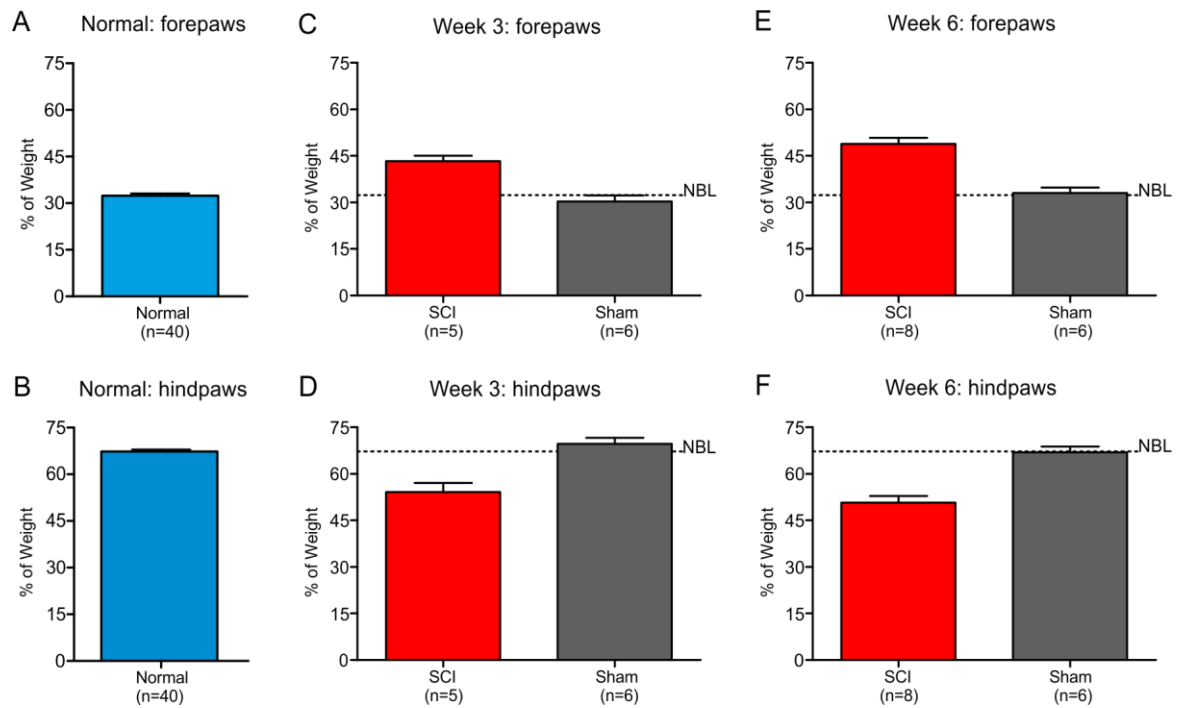 A Normal: forepaws
75
60
45
30
15
0
% of Weight
Normal
(n=40)
C Week 3: forepaws
75
60
45
30
15
0
% of Weight
NBL
SCI Sham
(n=5) (n=6)
E Week 6: forepaws
75
60
45
30
15
0
% of Weight
NBL
SCI Sham
(n=8) (n=6)
B Normal: hindpaws
75
60
45
30
15
0
% of Weight
Normal
(n=40)
D Week 3: hindpaws
75
60
45
30
15
0
% of Weight
NBL
SCI Sham
(n=5) (n=6)
F Week 6: hindpaws
75
60
45
30
15
0
% of Weight
NBL
SCI Sham
(n=8) (n=6)